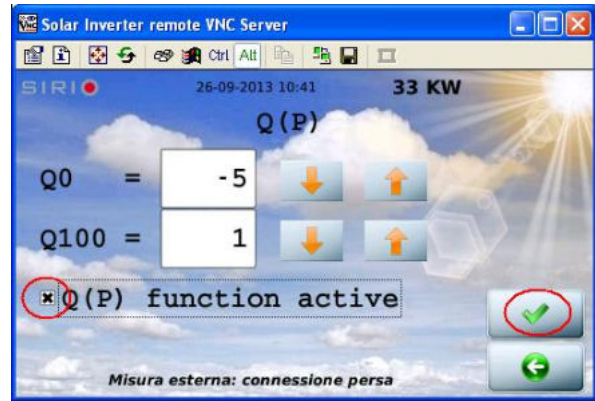 Solar Inverter remote VNC Server
Ctrl Alt
SIRIO 26-09-2013 10:41 33 KW
Q(P)
Q0 = -5
Q100 = 1
Q(P) function active
Misura esterna: connessione persa